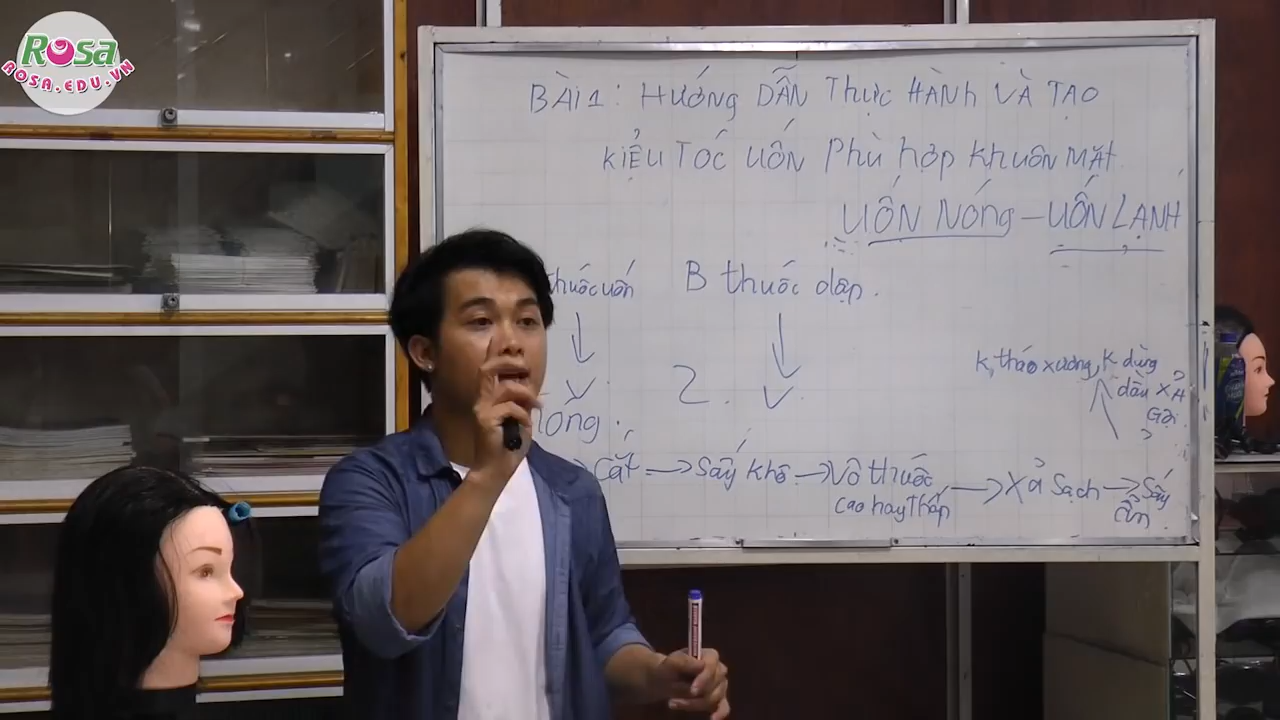 Rosa
ROSA.EDU.VN
BÀI 1: HƯỚNG DẪN THỰC HÀNH VÀ TẠO
KIỂU TÓC UỐN PHÙ HỢP KHUÔN MẶT.
UỐN NÓNG - UỐN LẠNH
thuốc uốn B thuốc dập.
2.
K, tháo xương, K dùng
dầu xả
Gội
Cắt → Sấy khô → Vô thuốc → Xả sạch → Sấy
cao hay thấp